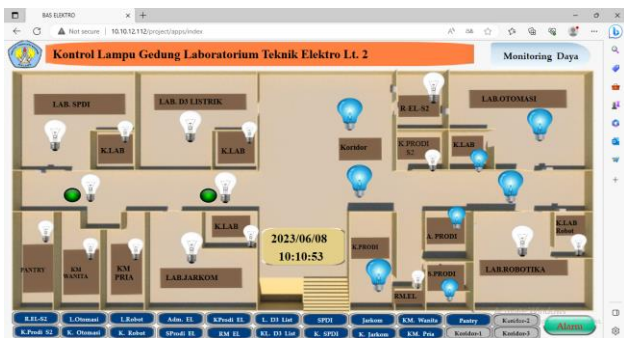 BAS ELEKTRO
Not secure | 10.10.12.112/project/apps/index
Kontrol Lampu Gedung Laboratorium Teknik Elektro Lt. 2
Monitoring Daya
LAB. SPDI
LAB. D3 LISTRIK
R-EL-S2
LAB.OTOMASI
K.LAB
K.LAB
Koridor
K.PRODI S2
K.LAB
K.LAB
K.LAB Robot
2023/06/08
10:10:53
K.PRODI
A. PRODI
PANTRY
KM WANITA
KM PRIA
LAB.JARKOM
S.PRODI
LAB.ROBOTIKA
RM.EL
R.EL-S2 L.Otomasi L.Robot Adm. EL KProdi EL L. D3 List SPDI Jarkom KM. Wanita Pantry Koridor-2
K.Prodi S2 K. Otomasi K. Robot SProdi EL RM EL KL. D3 List K. SPDI K. Jarkom KM. Pria Koridor-1 Koridor-3
Alarm